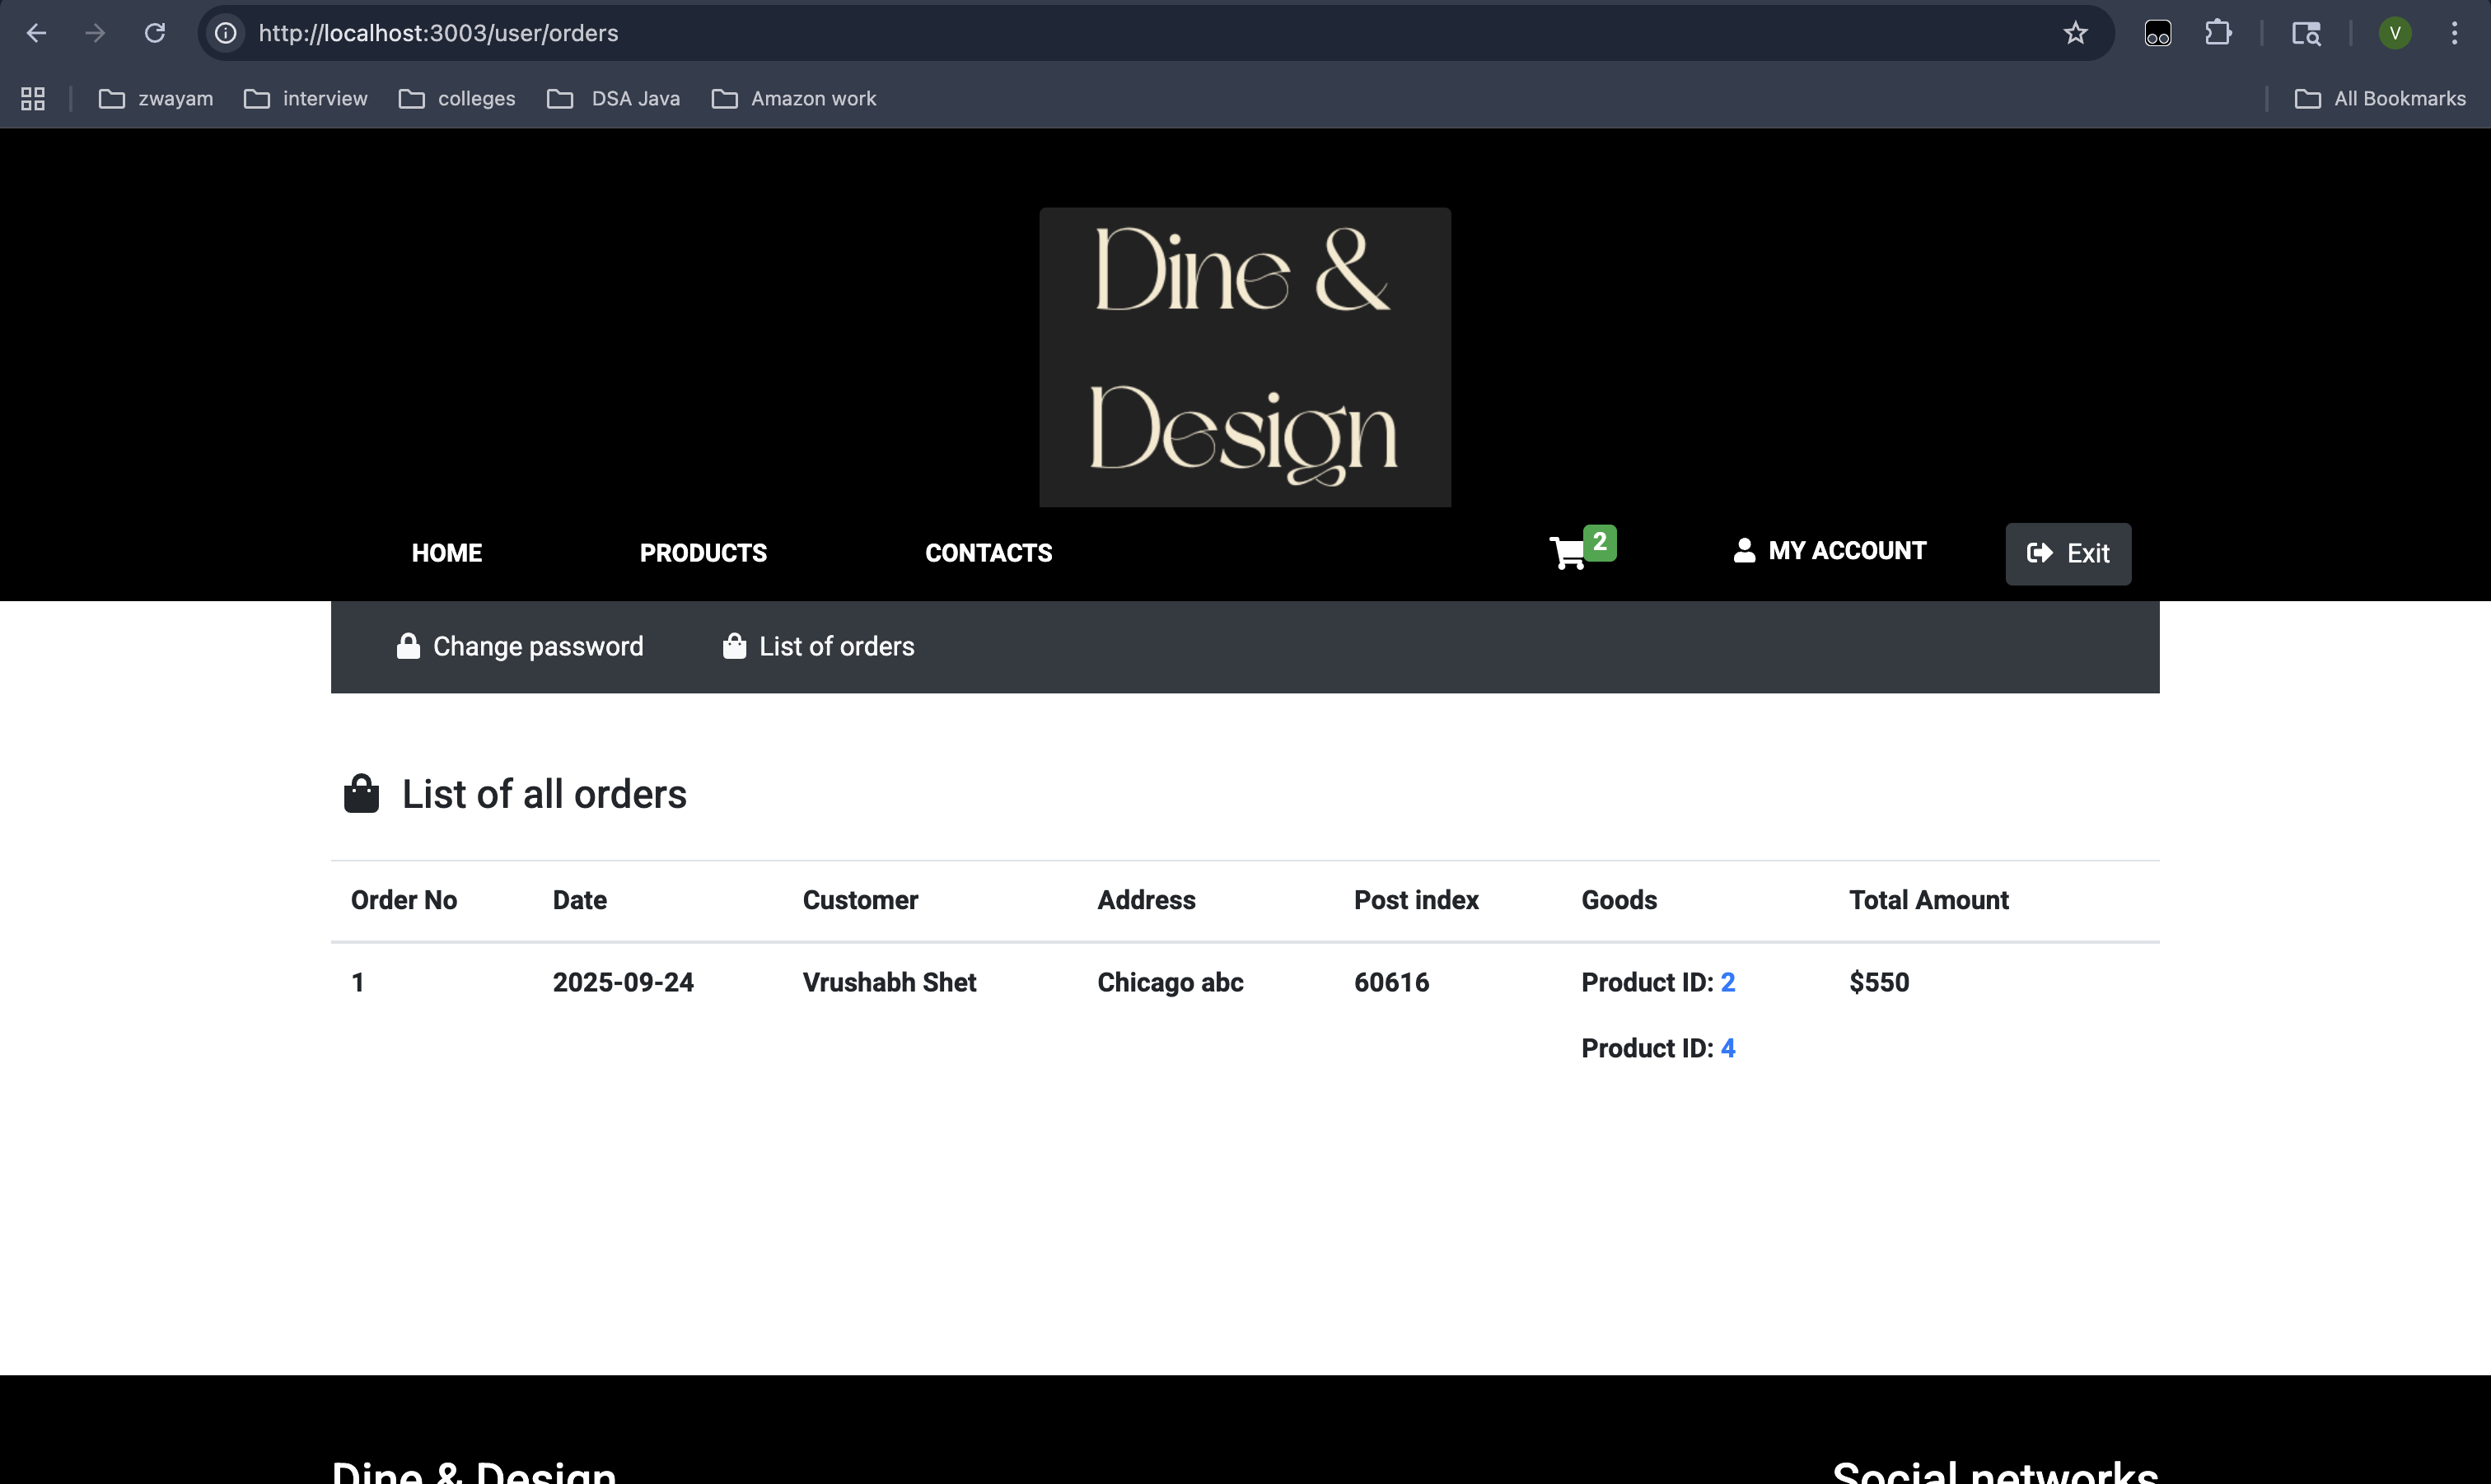 http://localhost:3003/user/orders
V
zwayam interview colleges DSA Java Amazon work All Bookmarks
Dine &
Design
HOME PRODUCTS CONTACTS 2 MY ACCOUNT Exit
Change password List of orders
List of all orders
Order No Date Customer Address Post index Goods Total Amount
1 2025-09-24 Vrushabh Shet Chicago abc 60616 Product ID: 2 $550
Product ID: 4
Dine & Design Social networks